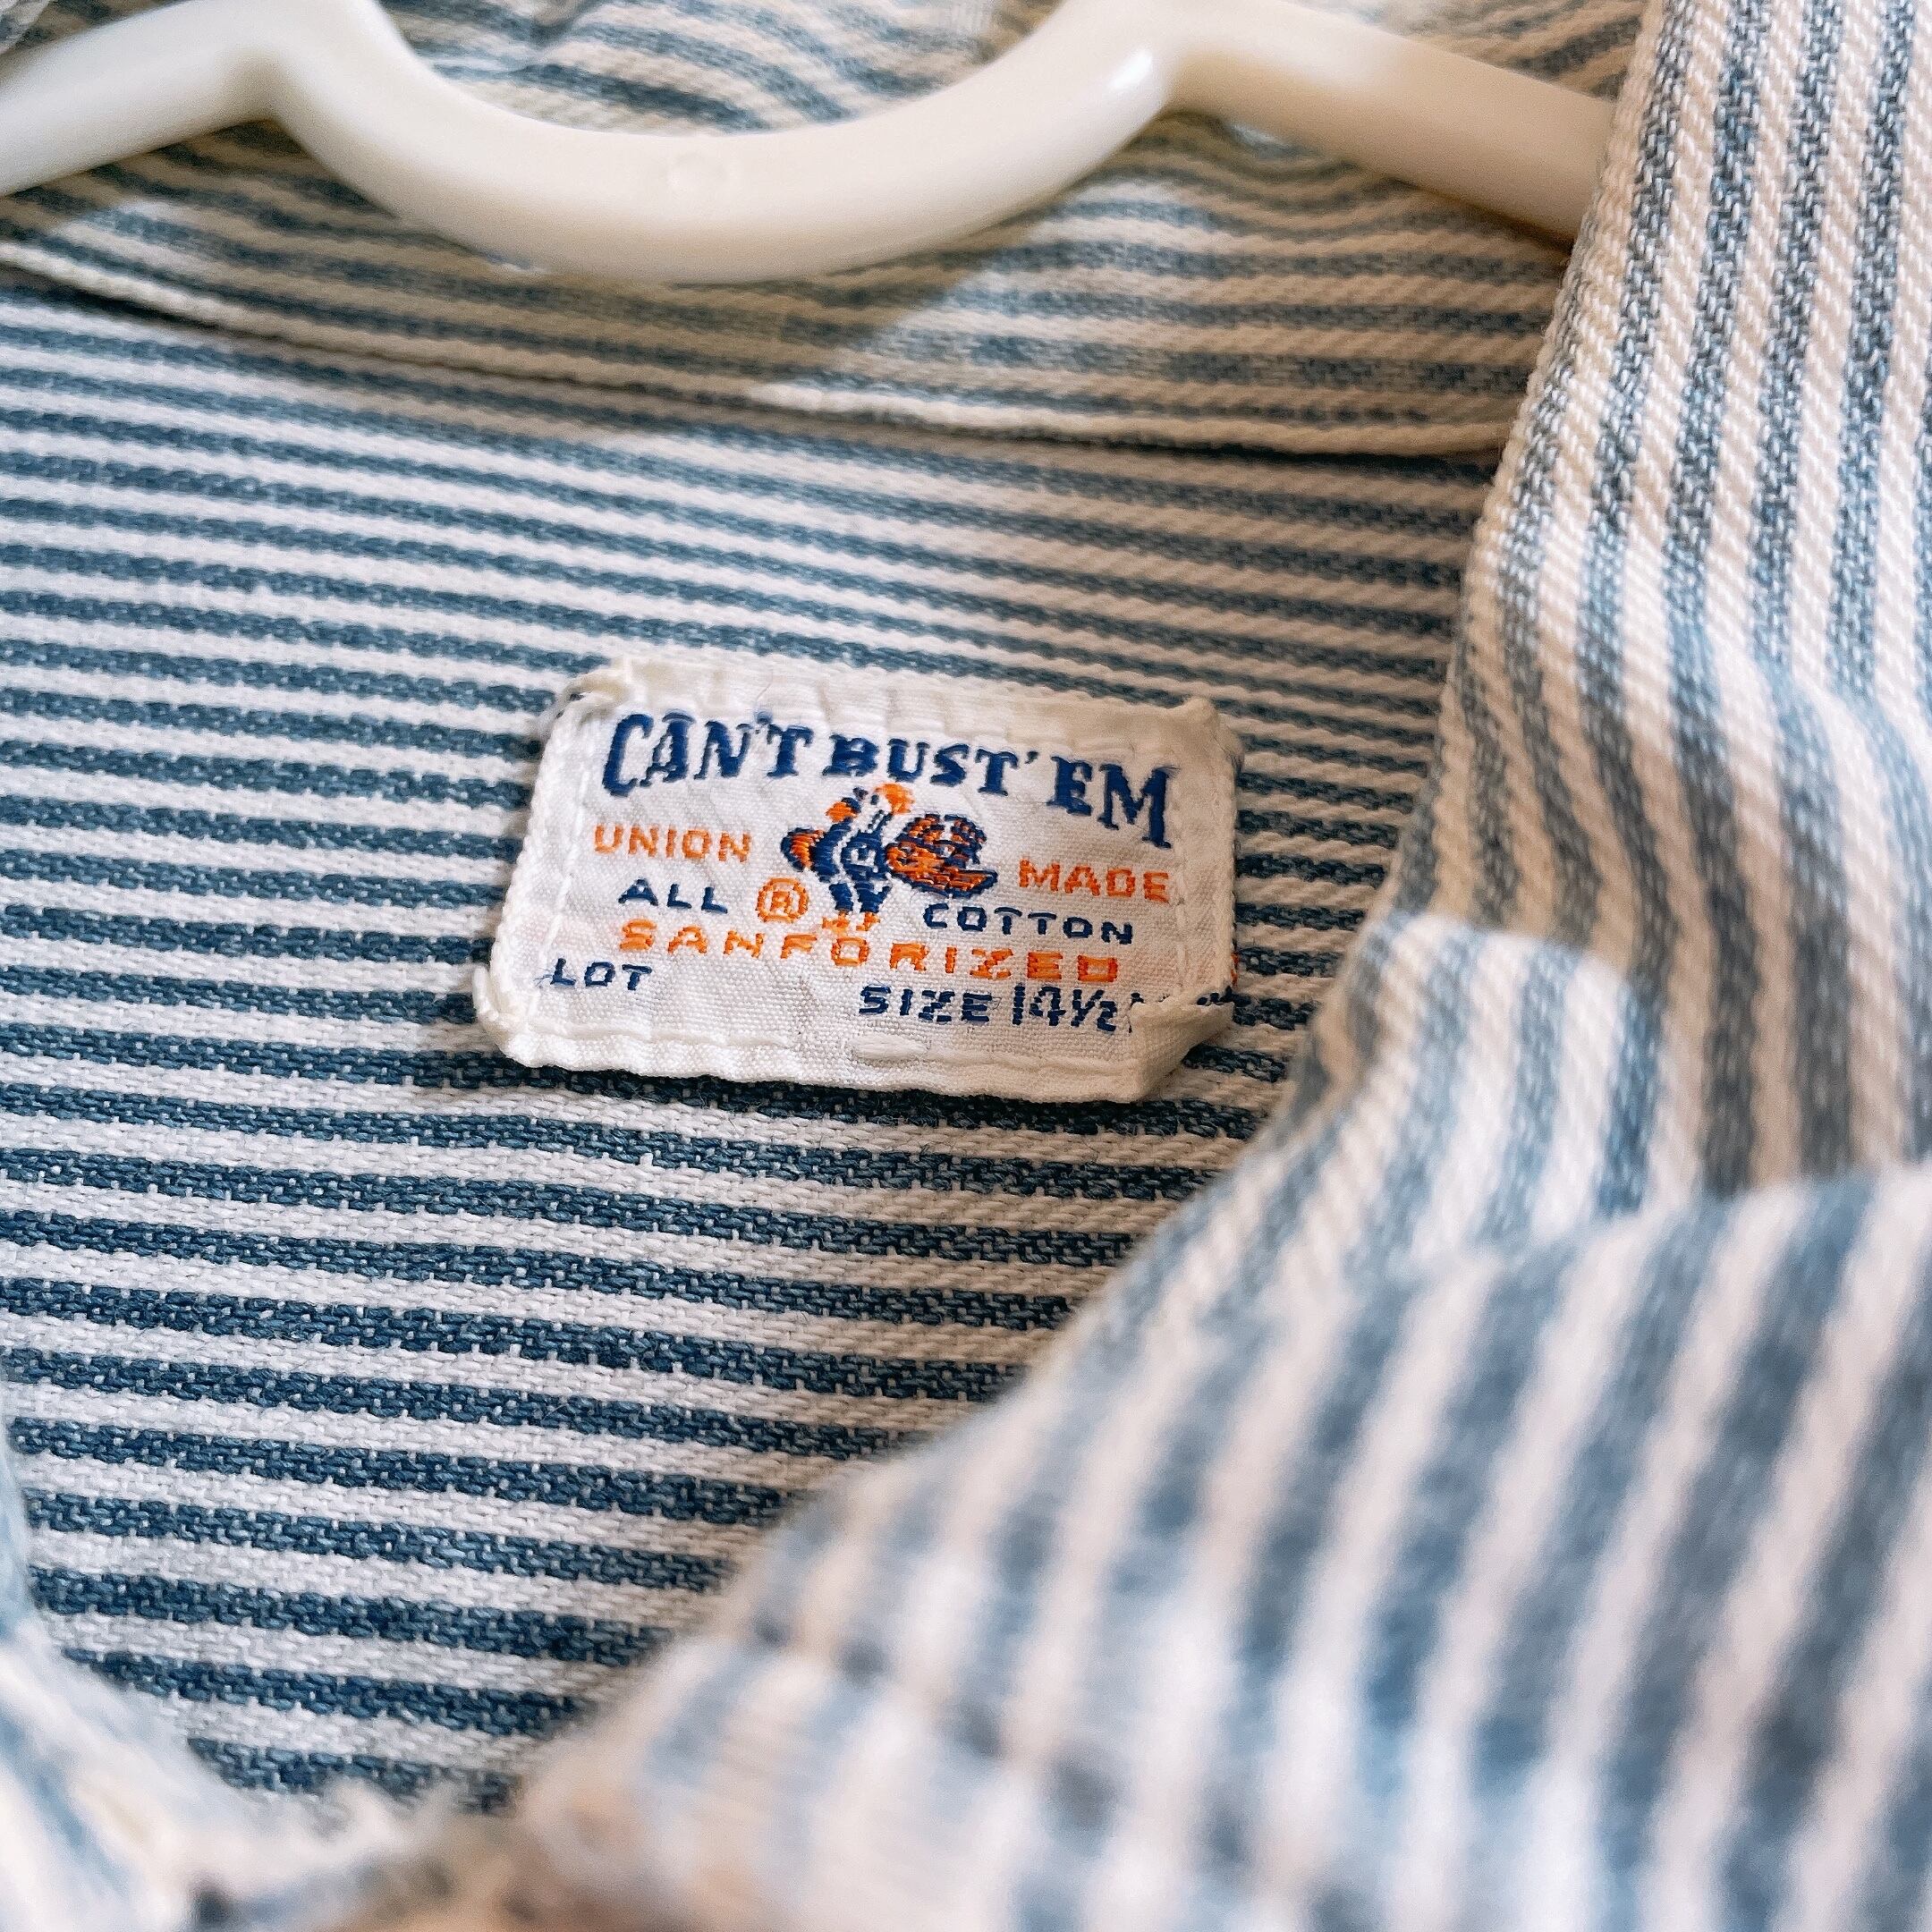 CAN'T BUST 'EM
UNION MADE
ALL ® COTTON
SANFORIZED
LOT SIZE 14½